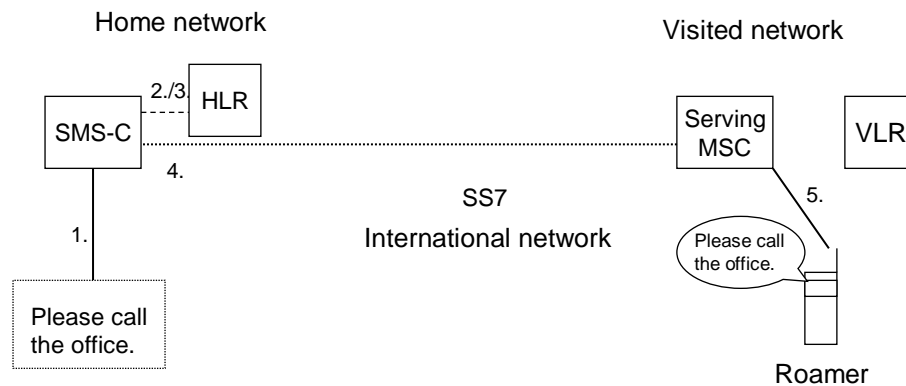 Home network
Visited network
2./3.
HLR
SMS-C
Serving
MSC
VLR
4.
SS7
International network
5.
1.
Please call
the office.
Please call
the office.
Roamer